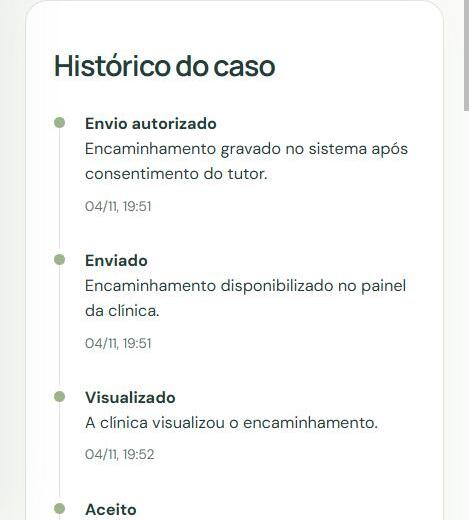 Histórico do caso
Envio autorizado
Encaminhamento gravado no sistema após
consentimento do tutor.
04/11, 19:51
Enviado
Encaminhamento disponibilizado no painel
da clínica.
04/11, 19:51
Visualizado
A clínica visualizou o encaminhamento.
04/11, 19:52
Aceito